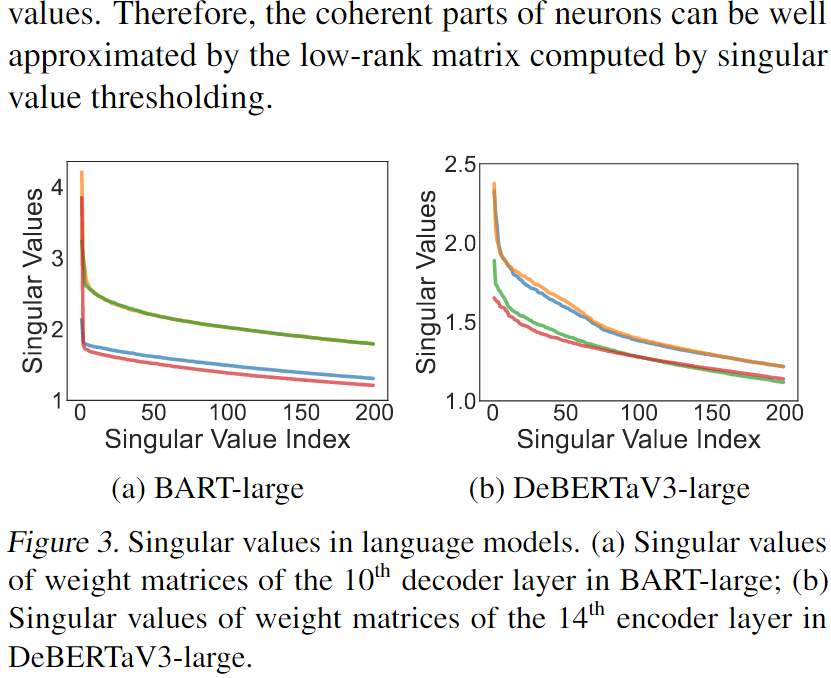 values. Therefore, the coherent parts of neurons can be well
approximated by the low-rank matrix computed by singular
value thresholding.
4
3
2
1
Singular Values
0 50 100 150 200
Singular Value Index
(a) BART-large
2.5
2.0
1.5
1.0
Singular Values
0 50 100 150 200
Singular Value Index
(b) DeBERTaV3-large
Figure 3. Singular values in language models. (a) Singular values
of weight matrices of the 10th decoder layer in BART-large; (b)
Singular values of weight matrices of the 14th encoder layer in
DeBERTaV3-large.